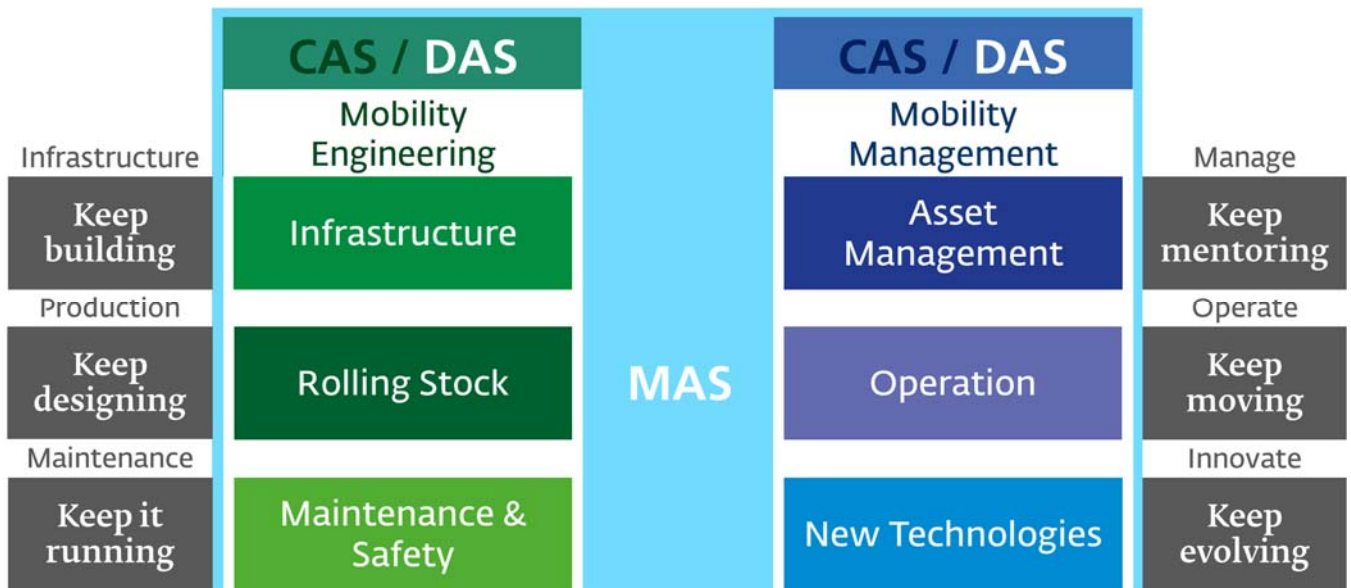 CAS / DAS
Mobility
Engineering
CAS / DAS
Mobility
Management
Infrastructure
Keep
building
Infrastructure
Asset
Management
Manage
Keep
mentoring
Production
Keep
designing
Rolling Stock
MAS
Operation
Operate
Keep
moving
Maintenance
Keep it
running
Maintenance &
Safety
New Technologies
Innovate
Keep
evolving